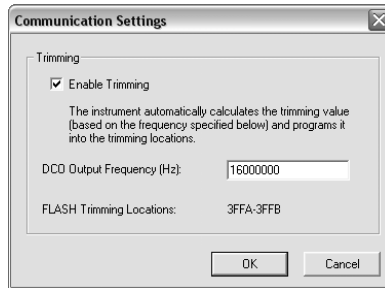 Communication Settings
Trimming
Enable Trimming
The instrument automatically calculates the trimming value
(based on the frequency specified below) and programs it
into the trimming locations.
DCO Output Frequency (Hz): 16000000
FLASH Trimming Locations: 3FFA-3FFB
OK Cancel